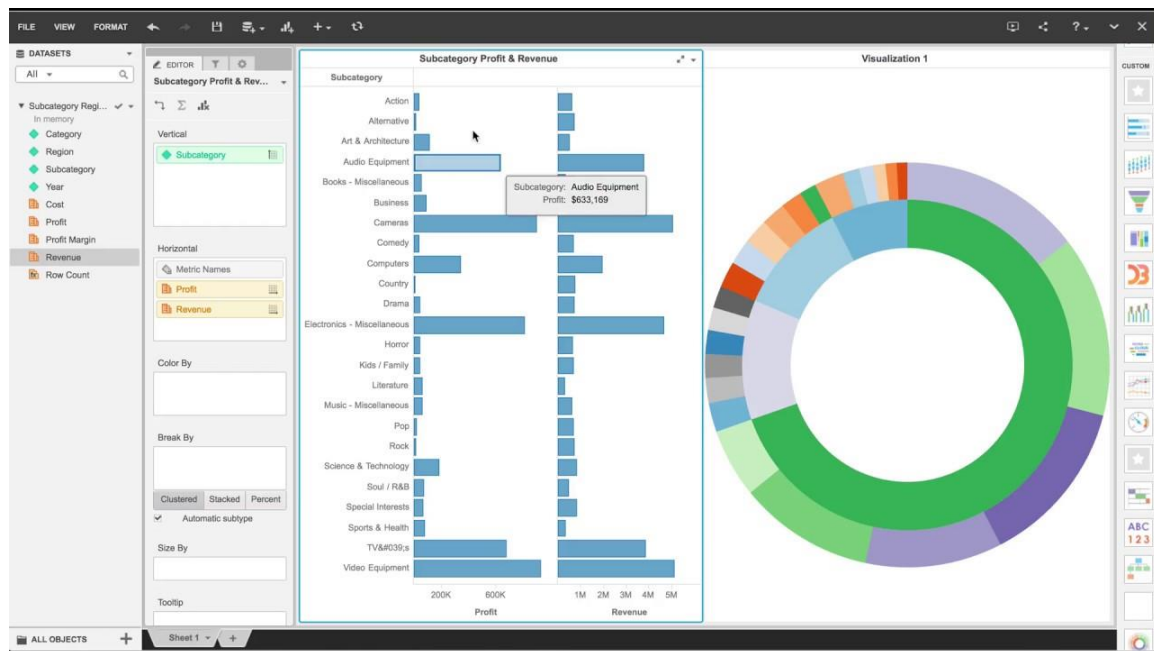 FILE VIEW FORMAT
?
DATASETS
All
Subcategory Regi...
In memory
Category
Region
Subcategory
Year
Cost
Profit
Profit Margin
Revenue
Row Count
ALL OBJECTS
EDITOR
Subcategory Profit & Rev...
Vertical
Subcategory
Horizontal
Metric Names
Profit
Revenue
Color By
Break By
Clustered Stacked Percent
Automatic subtype
Size By
Tooltip
Sheet 1
Subcategory Profit & Revenue
Subcategory
Action
Alternative
Art & Architecture
Audio Equipment
Books - Miscellaneous
Business
Cameras
Comedy
Computers
Country
Drama
Electronics - Miscellaneous
Horror
Kids / Family
Literature
Music - Miscellaneous
Pop
Rock
Science & Technology
Soul / R&B
Special Interests
Sports & Health
TV&#039;s
Video Equipment
Subcategory: Audio Equipment
Profit: $633,169
200K 600K 1M 2M 3M 4M 5M
Profit Revenue
Visualization 1
CUSTOM
D3
ABC
123